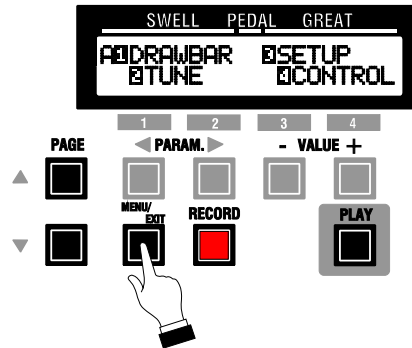 SWELL PEDAL GREAT
A1DRAWBAR 3SETUP
2TUNE 4CONTROL
1 2 3 4
PAGE ◀ PARAM. ▶ - VALUE +
MENU/
EXIT RECORD PLAY